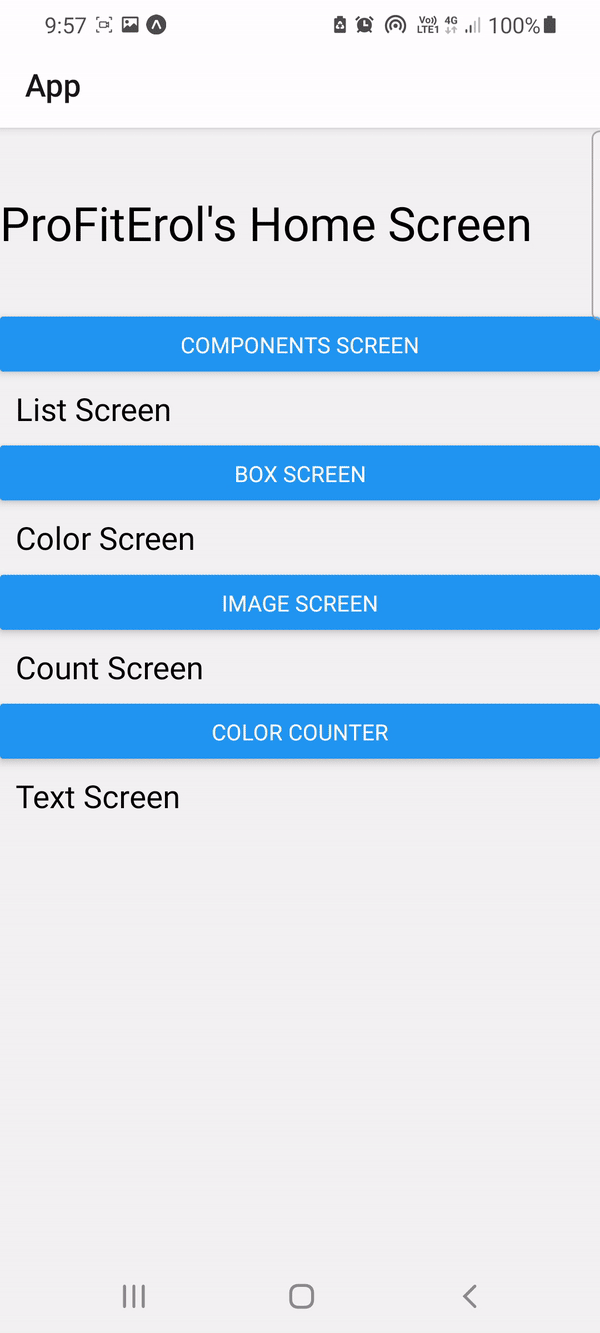 9:57 Vo)) LTE1 4G 100%
App
ProFitErol's Home Screen
COMPONENTS SCREEN
List Screen
BOX SCREEN
Color Screen
IMAGE SCREEN
Count Screen
COLOR COUNTER
Text Screen